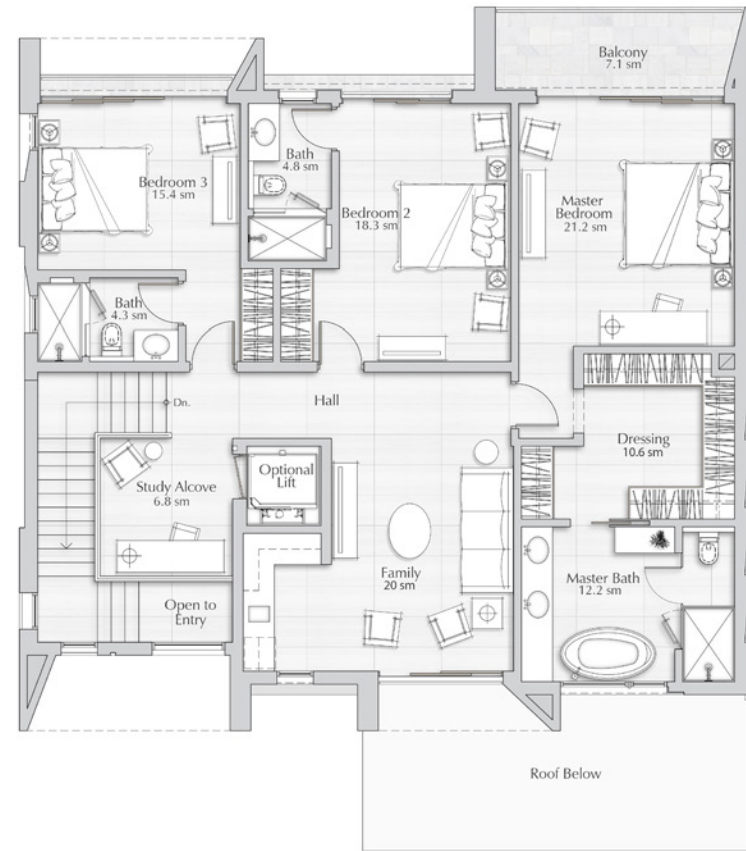 Balcony
7.1 sm
Bath
4.8 sm
Bedroom 3
15.4 sm
Bedroom 2
18.3 sm
Master
Bedroom
21.2 sm
Bath
4.3 sm
Dn.
Hall
Dressing
10.6 sm
Optional
Lift
Study Alcove
6.8 sm
Family
20 sm
Master Bath
12.2 sm
Open to
Entry
Roof Below